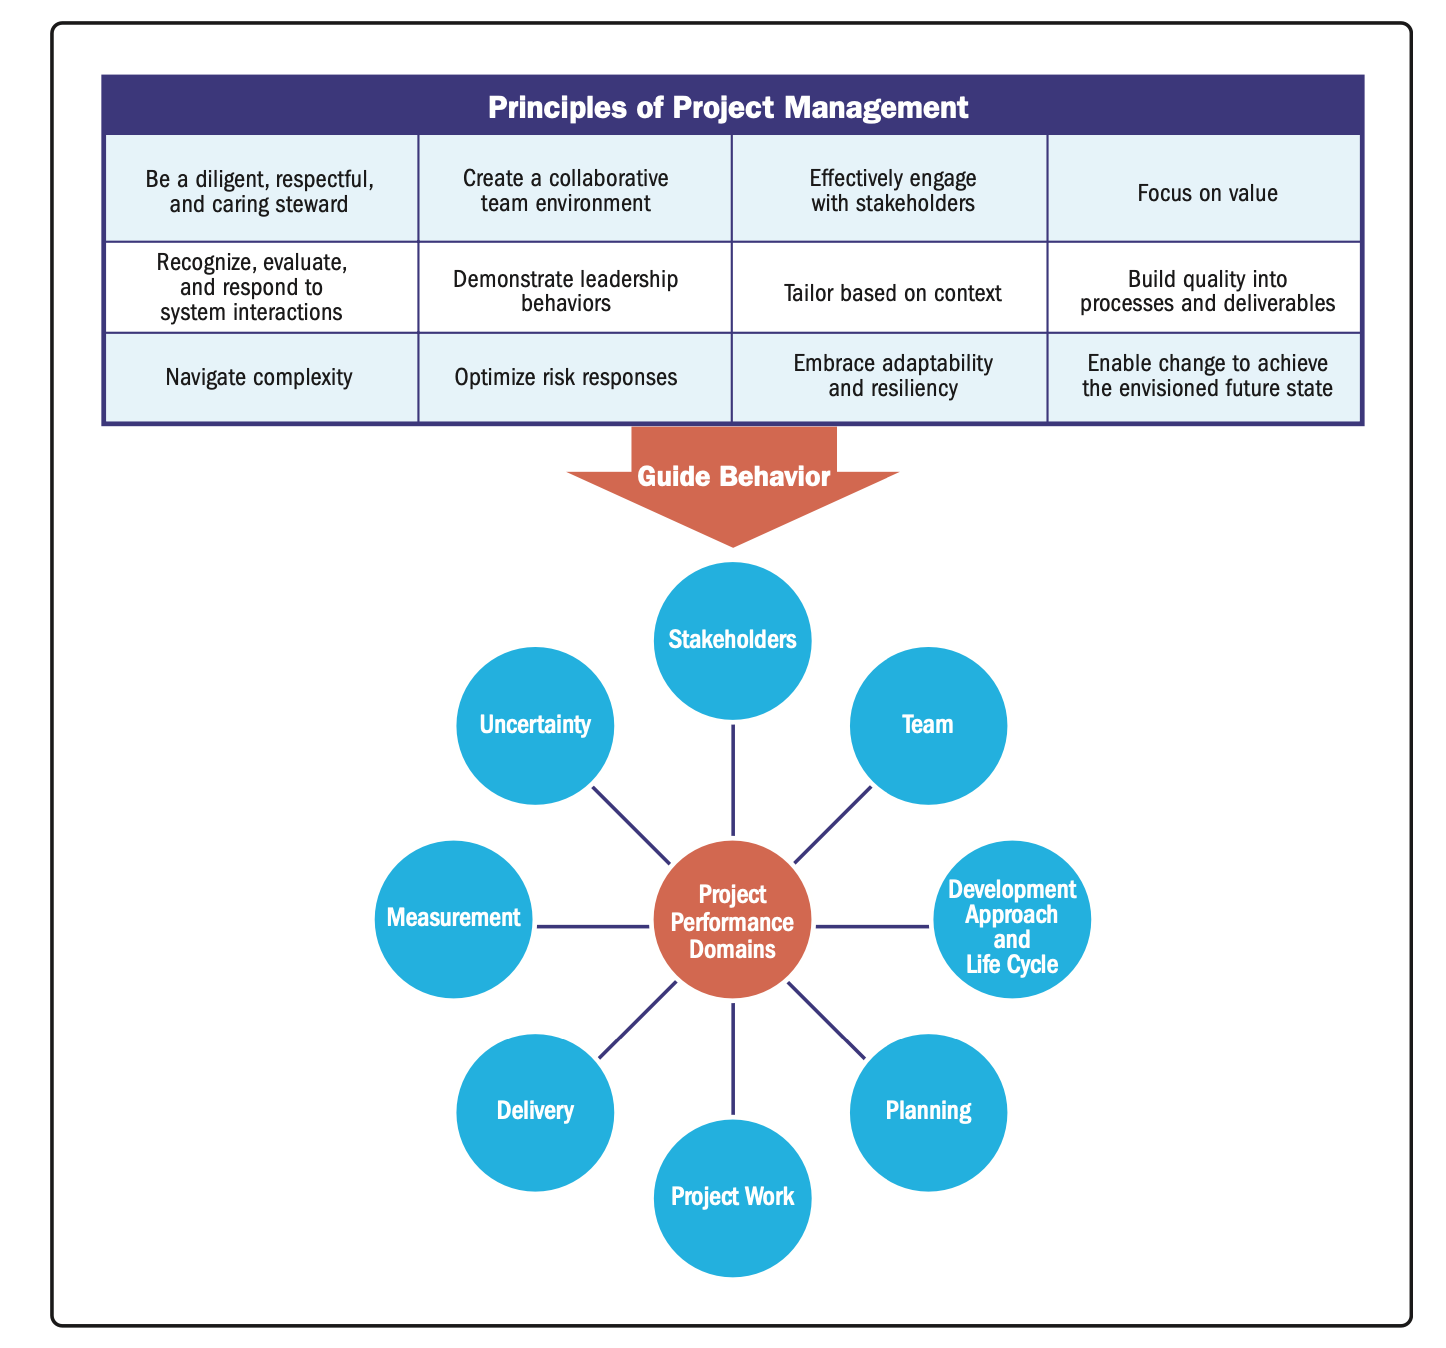 Principles of Project Management
Be a diligent, respectful,
and caring steward
Create a collaborative
team environment
Effectively engage
with stakeholders
Focus on value
Recognize, evaluate,
and respond to
system interactions
Demonstrate leadership
behaviors
Tailor based on context
Build quality into
processes and deliverables
Navigate complexity
Optimize risk responses
Embrace adaptability
and resiliency
Enable change to achieve
the envisioned future state
Guide Behavior
Stakeholders
Uncertainty
Team
Measurement
Project
Performance
Domains
Development
Approach
and
Life Cycle
Delivery
Planning
Project Work